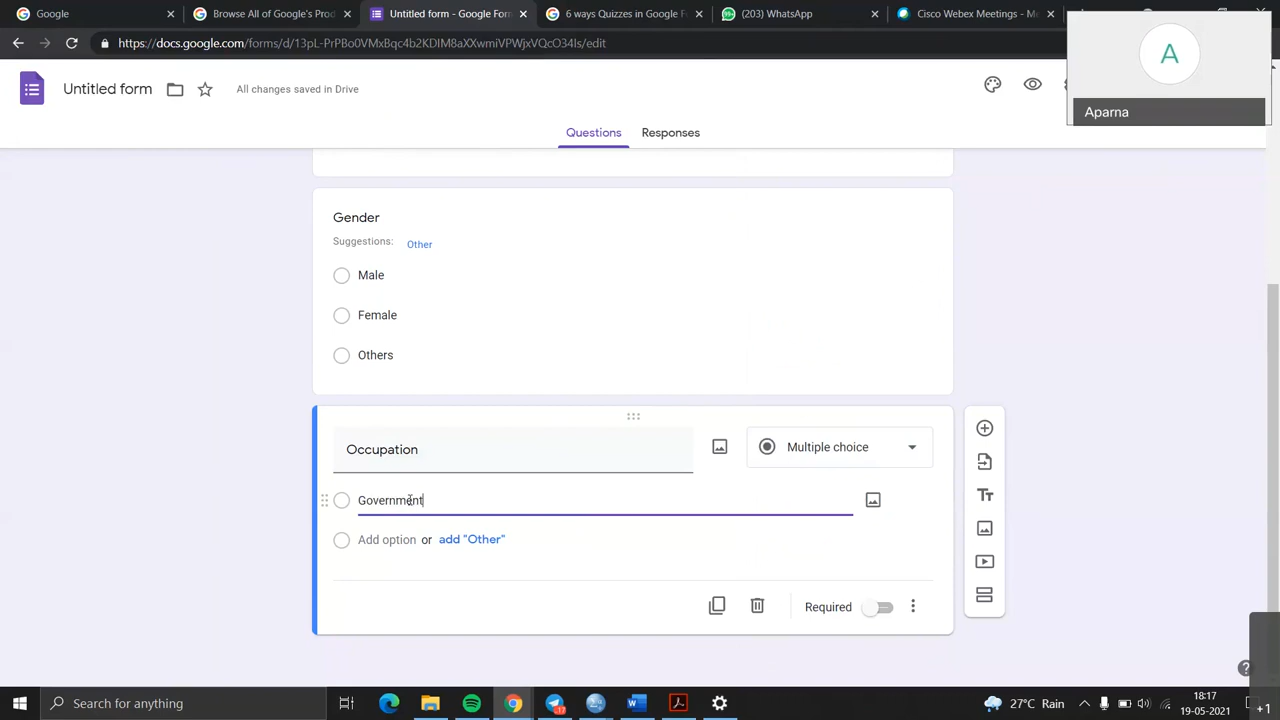 Google
Browse All of Google's Prod
Untitled form - Google Form
6 ways Quizzes in Google F
(203) WhatsApp
Cisco Webex Meetings - M
https://docs.google.com/forms/d/13pL-PrPBo0VMxBqc4b2KDIM8aXXwmiVPWjxVQcO34Is/edit
A
Aparna
Untitled form
All changes saved in Drive
Questions
Responses
Gender
Suggestions: Other
Male
Female
Others
Occupation
Multiple choice
Government
Add option or add "Other"
Required
Search for anything
27°C Rain
18:17
19-05-2021
+1